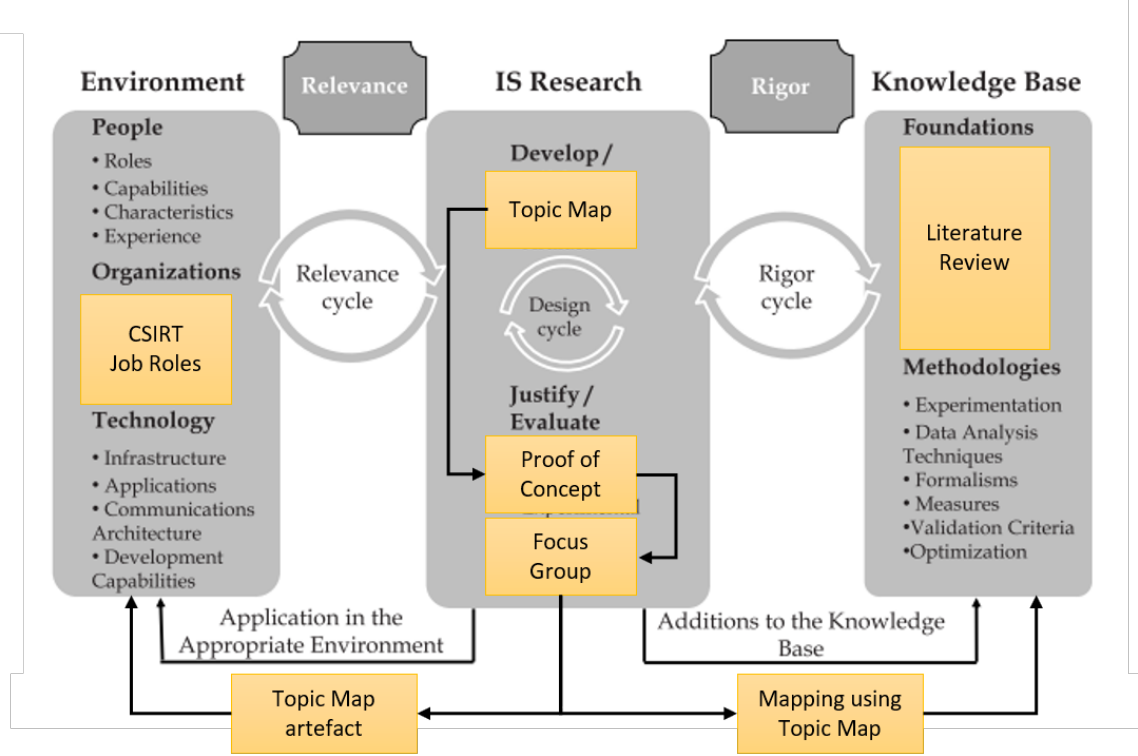 Environment
Relevance
IS Research
Rigor
Knowledge Base
People
• Roles
• Capabilities
• Characteristics
• Experience
Organizations
CSIRT
Job Roles
Technology
• Infrastructure
• Applications
• Communications
Architecture
• Development
Capabilities
Relevance
cycle
Develop /
Topic Map
Design
cycle
Justify /
Evaluate
Proof of
Concept
Focus
Group
Rigor
cycle
Foundations
Literature
Review
Methodologies
• Experimentation
• Data Analysis
Techniques
• Formalisms
• Measures
•Validation Criteria
•Optimization
Application in the
Appropriate Environment
Additions to the Knowledge
Base
Topic Map
artefact
Mapping using
Topic Map